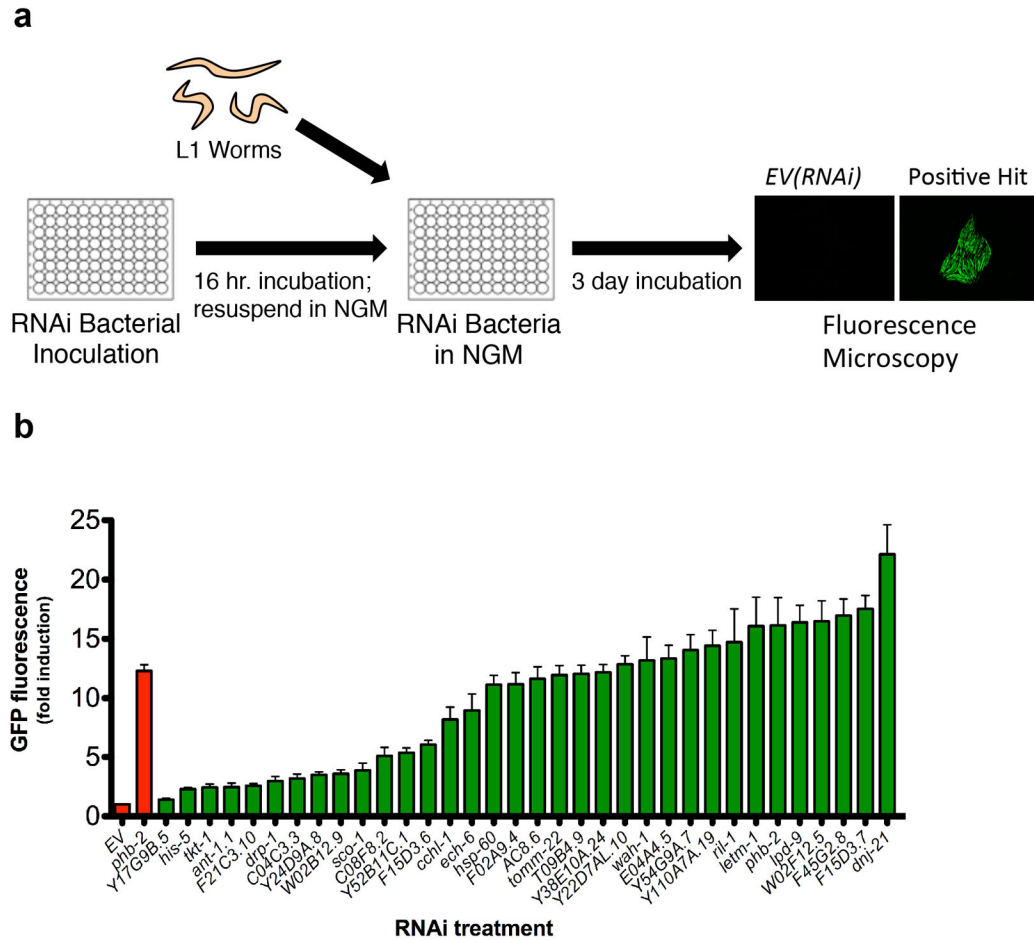 a
L1 Worms
EV(RNAi)
Positive Hit
16 hr. incubation;
resuspend in NGM
3 day incubation
RNAi Bacterial
Inoculation
RNAi Bacteria
in NGM
Fluorescence
Microscopy
b
GFP fluorescence
(fold induction)
25
20
15
10
5
0
EV
phb-2
Y17G9B.5
his-5
tkt-1
ant-1.1
F21C3.10
drp-1
C04C3.3
Y24D9A.8
W02B12.9
sco-1
C08F8.2
Y52B11C.1
F15D3.6
cchl-1
ech-6
hsp-60
F02A9.4
AC8.6
tomm-22
T09B4.9
Y38E10A.24
Y22D7AL.10
wah-1
E04A4.5
Y54G9A.7
Y110A7A.19
ril-1
letm-1
phb-2
lpd-9
W02F12.5
F45G2.8
F15D3.7
dnj-21
RNAi treatment